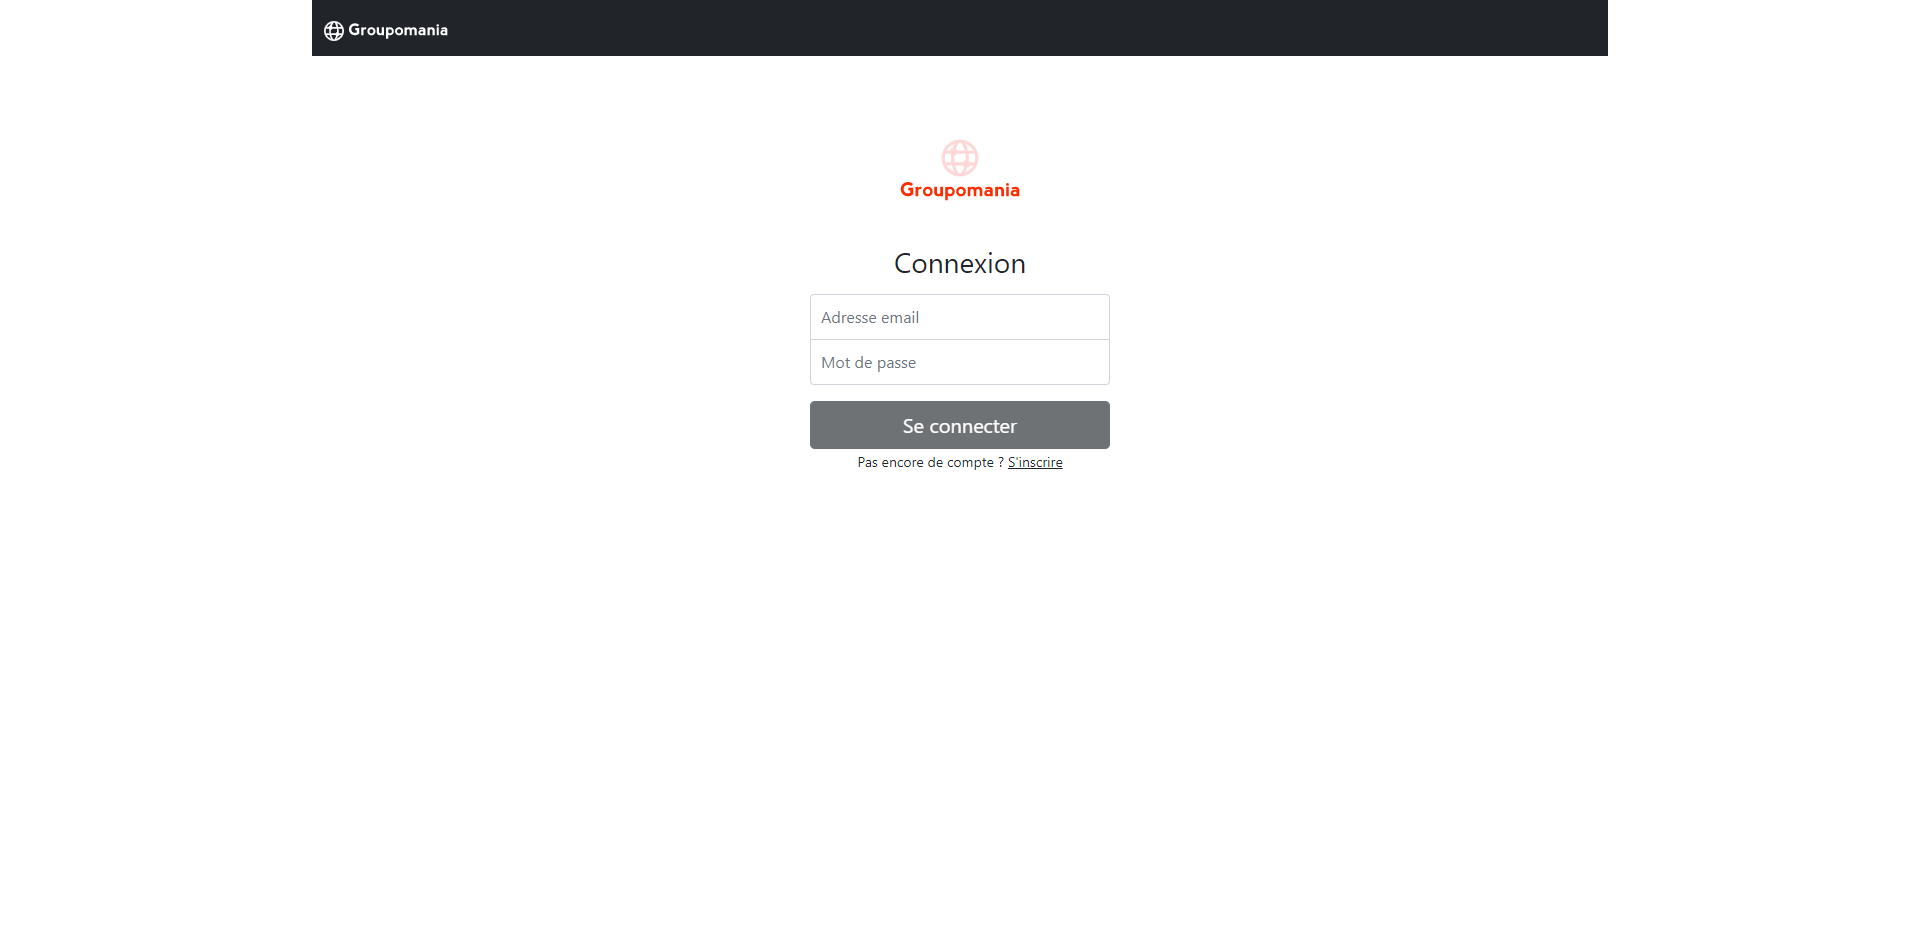 Groupomania
Groupomania
Connexion
Adresse email
Mot de passe
Se connecter
Pas encore de compte ? S'inscrire